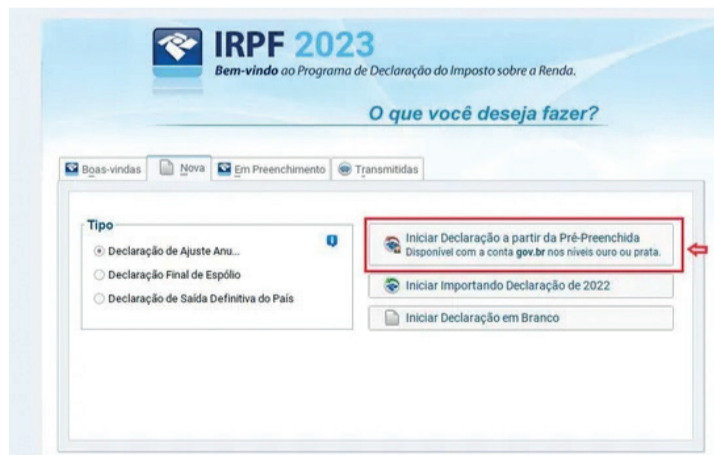 IRPF 2023
Bem-vindo ao Programa de Declaração do Imposto sobre a Renda.
O que você deseja fazer?
Boas-vindas Nova Em Preenchimento Transmitidas
Tipo
Declaração de Ajuste Anu...
Declaração Final de Espólio
Declaração de Saída Definitiva do País
Iniciar Declaração a partir da Pré-Preenchida
Disponível com a conta gov.br nos níveis ouro ou prata.
Iniciar Importando Declaração de 2022
Iniciar Declaração em Branco